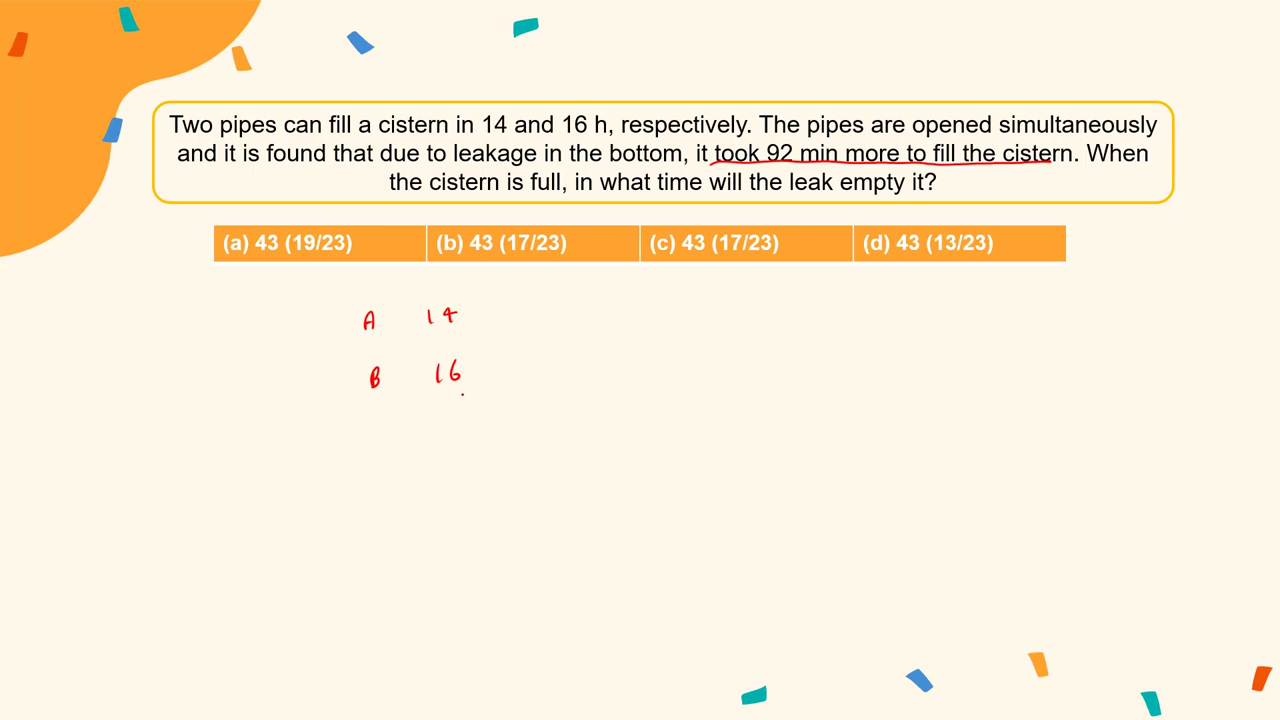 Two pipes can fill a cistern in 14 and 16 h, respectively. The pipes are opened simultaneously
and it is found that due to leakage in the bottom, it took 92 min more to fill the cistern. When
the cistern is full, in what time will the leak empty it?
(a) 43 (19/23) (b) 43 (17/23) (c) 43 (17/23) (d) 43 (13/23)
A 14
B 16